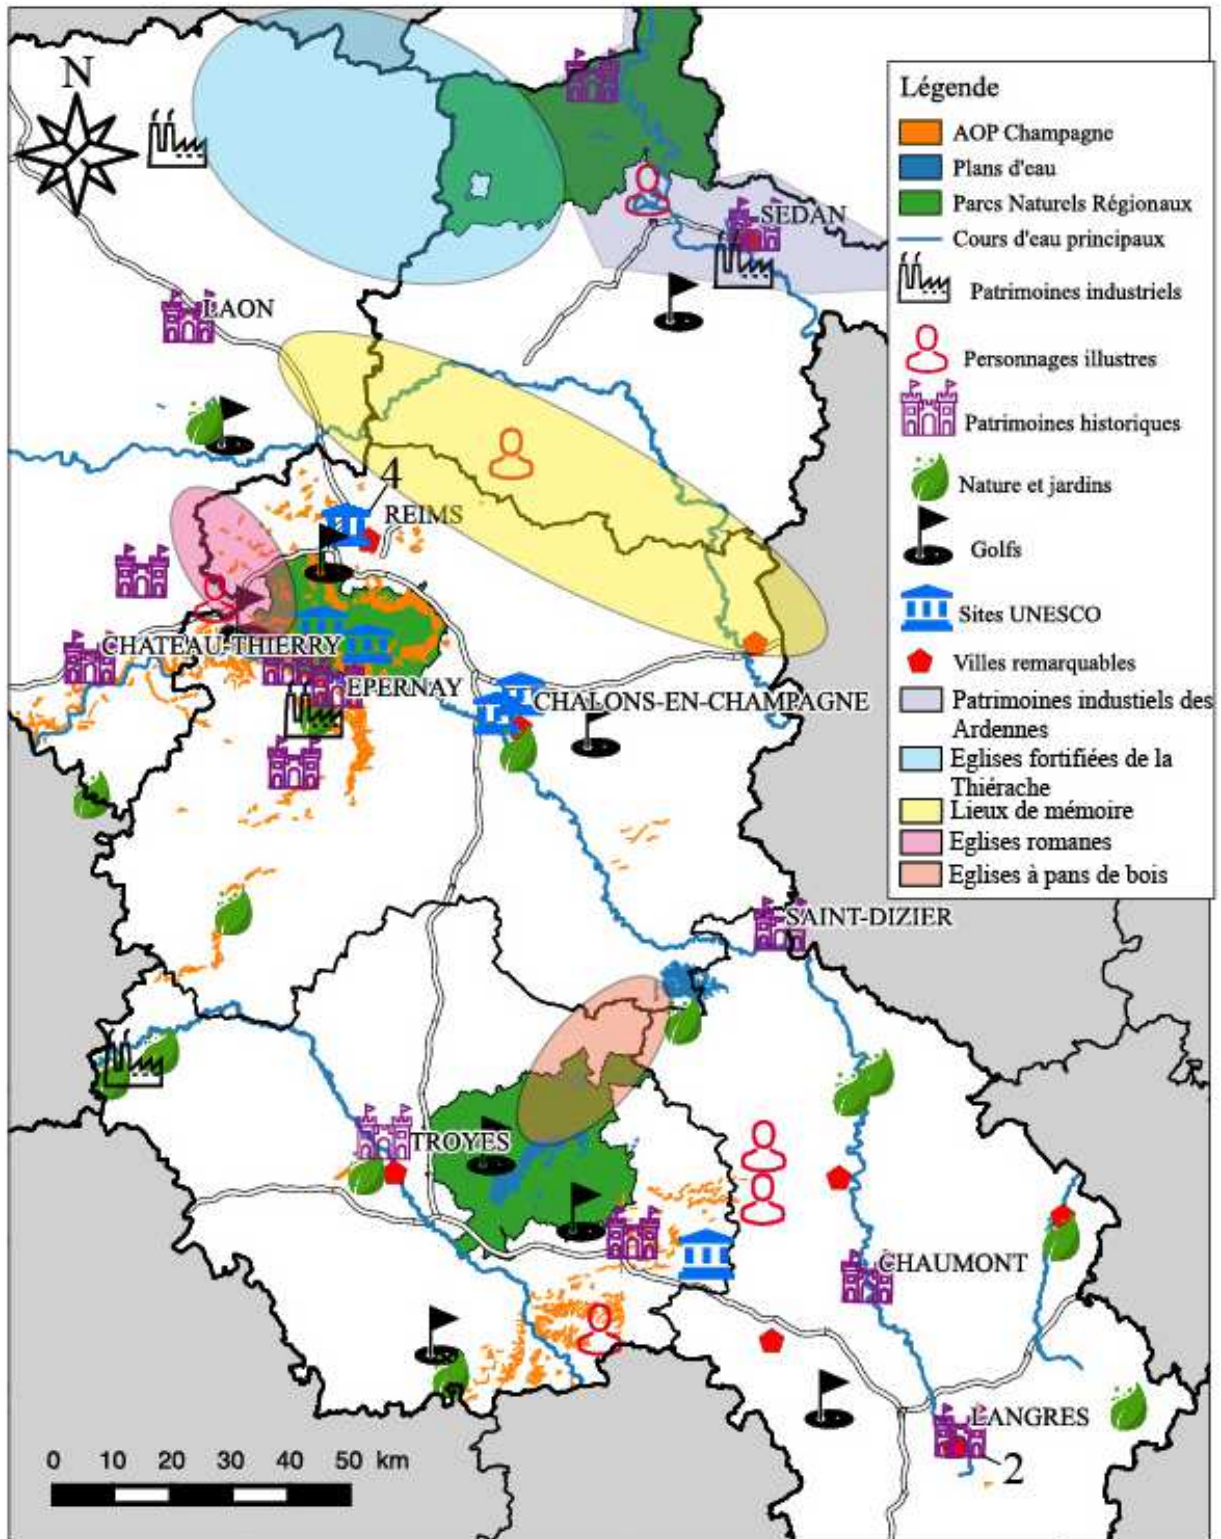 N
Légende
AOP Champagne
Plans d'eau
Parcs Naturels Régionaux
Cours d'eau principaux
Patrimoines industriels
Personnages illustres
Patrimoines historiques
Nature et jardins
Golfs
Sites UNESCO
Villes remarquables
Patrimoines industiels des
Ardennes
Eglises fortifiées de la
Thiérache
Lieux de mémoire
Eglises romanes
Eglises à pans de bois
SEDAN
LAON
4
REIMS
CHATEAU-THIERRY
EPERNAY
CHALONS-EN-CHAMPAGNE
SAINT-DIZIER
TROYES
CHAUMONT
LANGRES
2
0 10 20 30 40 50 km